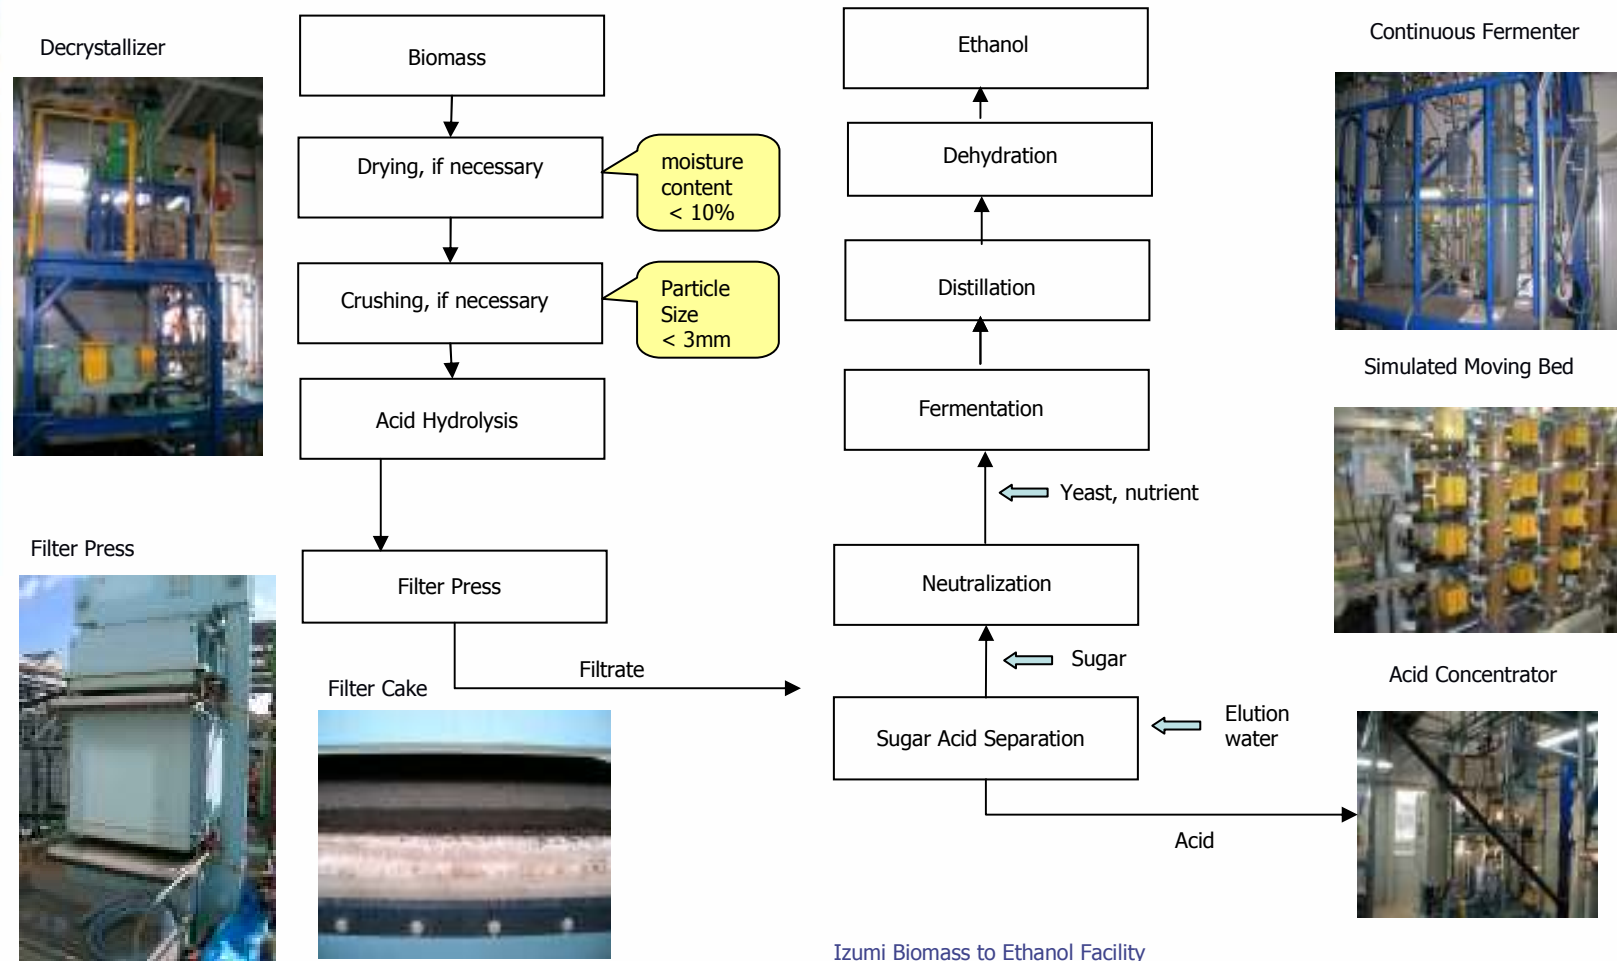 Decrystallizer
Biomass
Drying, if necessary
moisture
content
< 10%
Crushing, if necessary
Particle
Size
< 3mm
Acid Hydrolysis
Filter Press
Filter Press
Filtrate
Filter Cake
Ethanol
Dehydration
Distillation
Fermentation
Yeast, nutrient
Neutralization
Sugar
Sugar Acid Separation
Elution
water
Acid
Continuous Fermenter
Simulated Moving Bed
Acid Concentrator
Izumi Biomass to Ethanol Facility